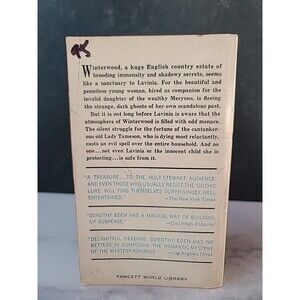 Winterwood, a huge English country estate of
brooding immensity and shadowy secrets, seems
like a sanctuary to Lavinia. For the beautiful and
penniless young woman, hired as companion for the
invalid daughter of the wealthy Meryons, is fleeing
the strange, dark ghosts of her own scandalous past.
But it is not long before Lavinia is aware that the
atmosphere of Winterwood is filled with odd menace.
The silent struggle for the fortune of the cantanker-
ous old Lady Tameson, who is dying most reluctantly,
casts an evil spell over the entire household. And no
one...not even Lavinia or the innocent child she is
protecting...is safe from it.
"A TREASURE... TO THE HOLT-STEWART AUDIENCE
AND EVEN THOSE WHO USUALLY RESIST THE 'GOTHIC
LURE' WILL FIND THEMSELVES SURPRISINGLY WELL
ENTERTAINED."
—The New York Times
"DOROTHY EDEN HAS A MAGICAL WAY OF BUILDING
UP SUSPENSE."
—Cincinnati Enquirer
"DELIGHTFUL READING, DOROTHY EDEN HAS NO
BETTERS IN COMPOSING THE ROMANTIC MYSTERY
OR THE MYSTERY ROMANCE."
—Los Angeles Times
FAWCETT WORLD LIBRARY